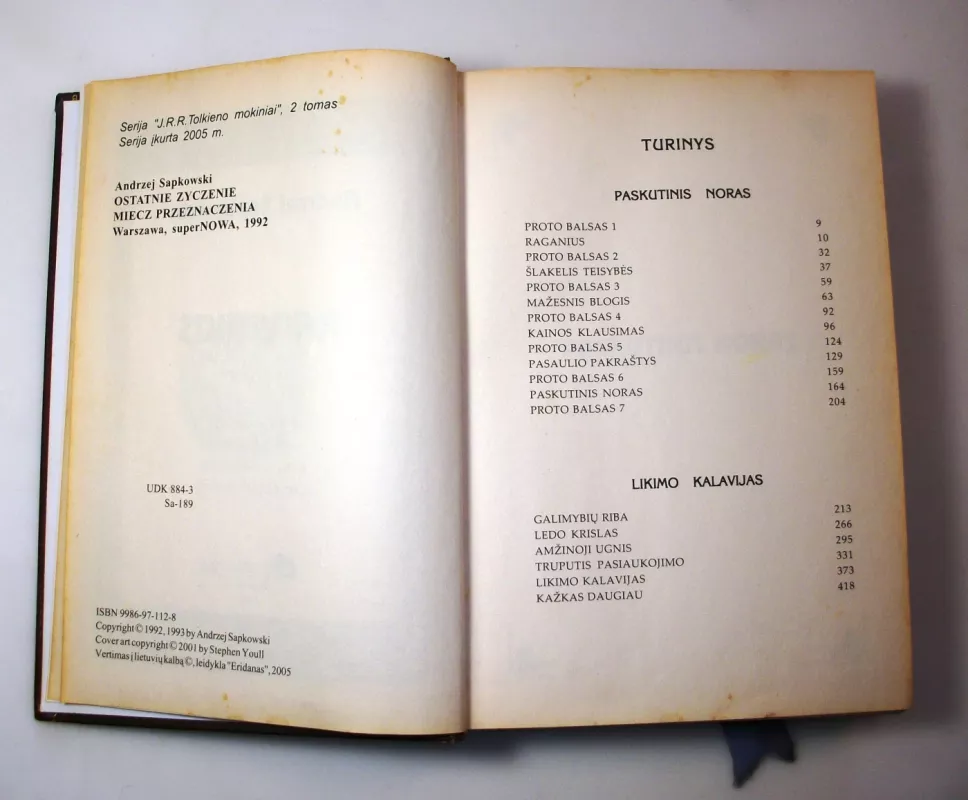 Serija "J.R.R.Tolkieno mokiniai", 2 tomas
Serija įkurta 2005 m.
Andrzej Sapkowski
OSTATNIE ZYCZENIE
MIECZ PRZEZNACZENIA
Warszawa, superNOWA, 1992
UDK 884-3
Sa-189
ISBN 9986-97-112-8
Copyright © 1992, 1993 by Andrzej Sapkowski
Cover art copyright © 2001 by Stephen Youll
Vertimas į lietuvių kalbą ©, leidykla "Eridanas", 2005
TURINYS
PASKUTINIS NORAS
PROTO BALSAS 1 9
RAGANIUS 10
PROTO BALSAS 2 32
ŠLAKELIS TEISYBĖS 37
PROTO BALSAS 3 59
MAŽESNIS BLOGIS 63
PROTO BALSAS 4 92
KAINOS KLAUSIMAS 96
PROTO BALSAS 5 124
PASAULIO PAKRAŠTYS 129
PROTO BALSAS 6 159
PASKUTINIS NORAS 164
PROTO BALSAS 7 204
LIKIMO KALAVIJAS
GALIMYBIŲ RIBA 213
LEDO KRISLAS 266
AMŽINOJI UGNIS 295
TRUPUTIS PASIAUKOJIMO 331
LIKIMO KALAVIJAS 373
KAŽKAS DAUGIAU 418